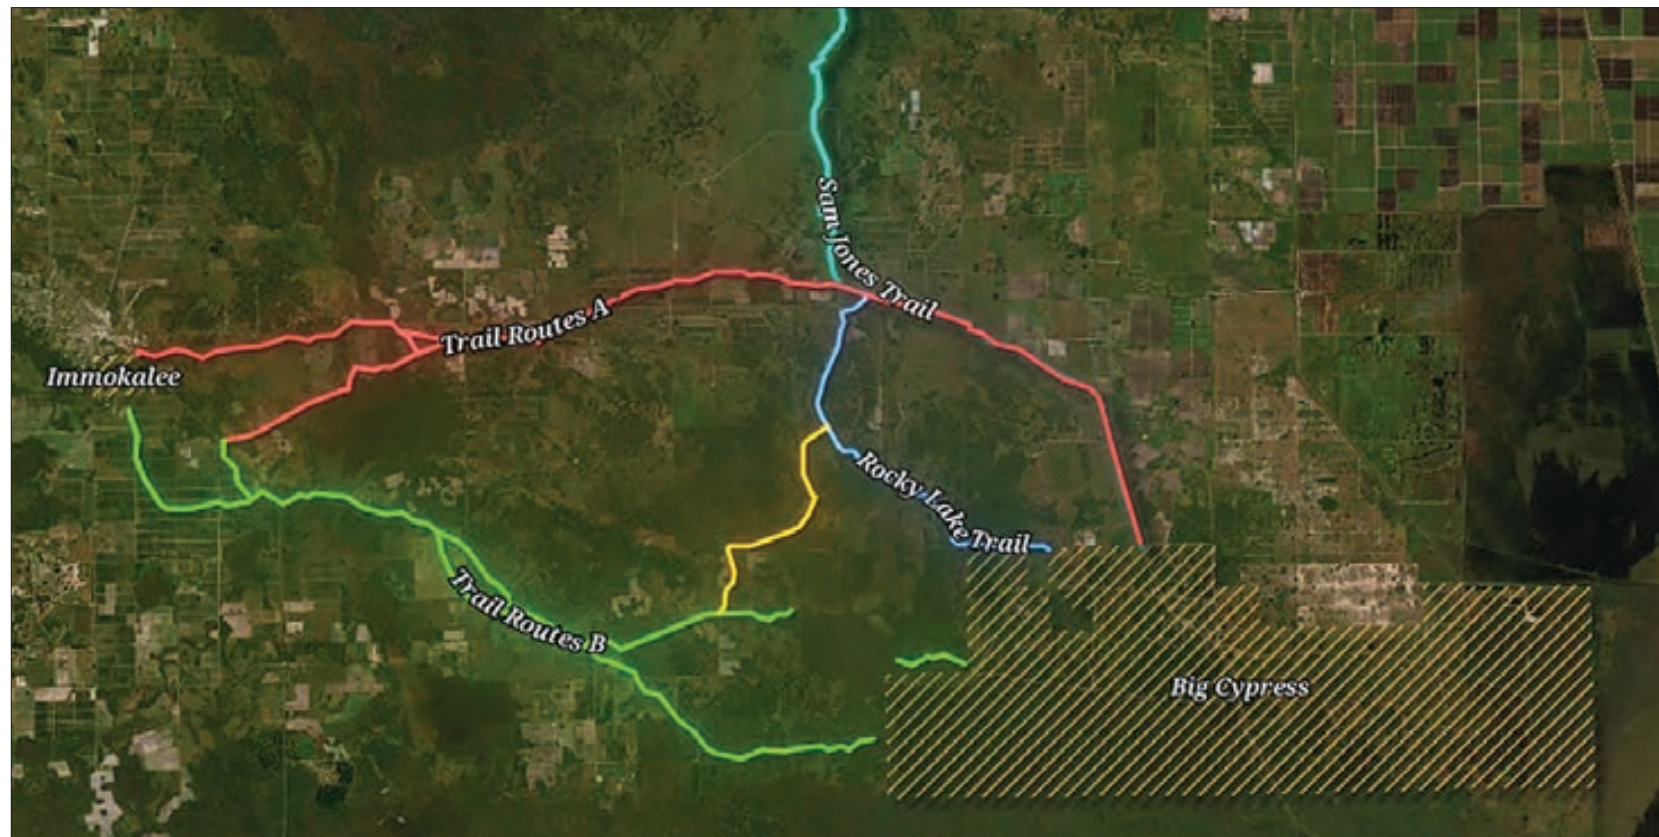 Sam Jones Trail
Trail Routes A
Immokalee
Rocky Lake Trail
Trail Routes B
Big Cypress